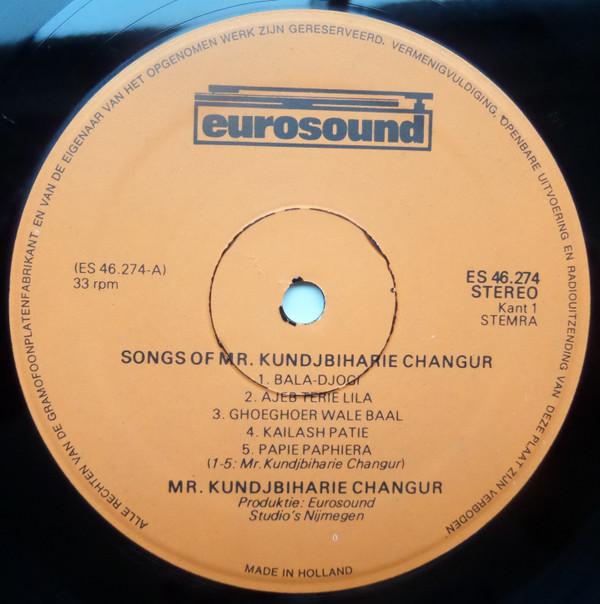 ALLE RECHTEN VAN DE GRAMOFOONPLATENFABRIKANT EN VAN DE EIGENAAR VAN HET OPGENOMEN WERK ZIJN GERESERVEERD. VERMENIGVULDIGING, OPENBARE UITVOERING EN RADIOUITZENDING VAN DEZE PLAAT ZIJN VERBODEN
eurosound
(ES 46.274-A)
33 rpm
ES 46.274
STEREO
Kant 1
STEMRA
SONGS OF MR. KUNDJBIHARIE CHANGUR
1. BALA-DJOGI
2. AJEB TERIE LILA
3. GHOEGHOER WALE BAAL
4. KAILASH PATIE
5. PAPIE PAPHIERA
(1-5: Mr. Kundjbiharie Changur)
MR. KUNDJBIHARIE CHANGUR
Produktie: Eurosound
Studio's Nijmegen
0
MADE IN HOLLAND